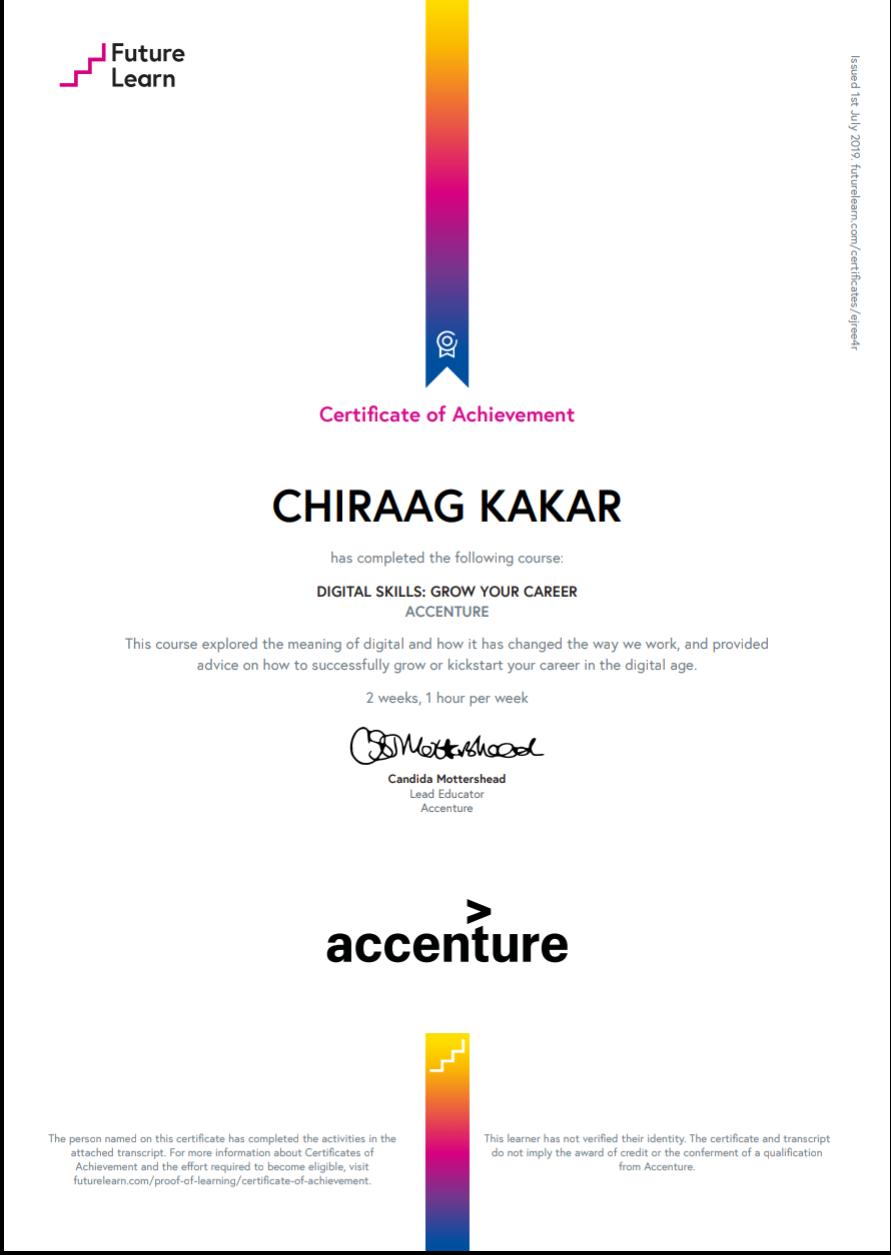 Future
Learn
Issued 1st July 2019. futurelearn.com/certificates/ejree4r
Certificate of Achievement
CHIRAAG KAKAR
has completed the following course:
DIGITAL SKILLS: GROW YOUR CAREER
ACCENTURE
This course explored the meaning of digital and how it has changed the way we work, and provided
advice on how to successfully grow or kickstart your career in the digital age.
2 weeks, 1 hour per week
Candida Mottershead
Lead Educator
Accenture
accenture
The person named on this certificate has completed the activities in the
attached transcript. For more information about Certificates of
Achievement and the effort required to become eligible, visit
futurelearn.com/proof-of-learning/certificate-of-achievement.
This learner has not verified their identity. The certificate and transcript
do not imply the award of credit or the conferment of a qualification
from Accenture.